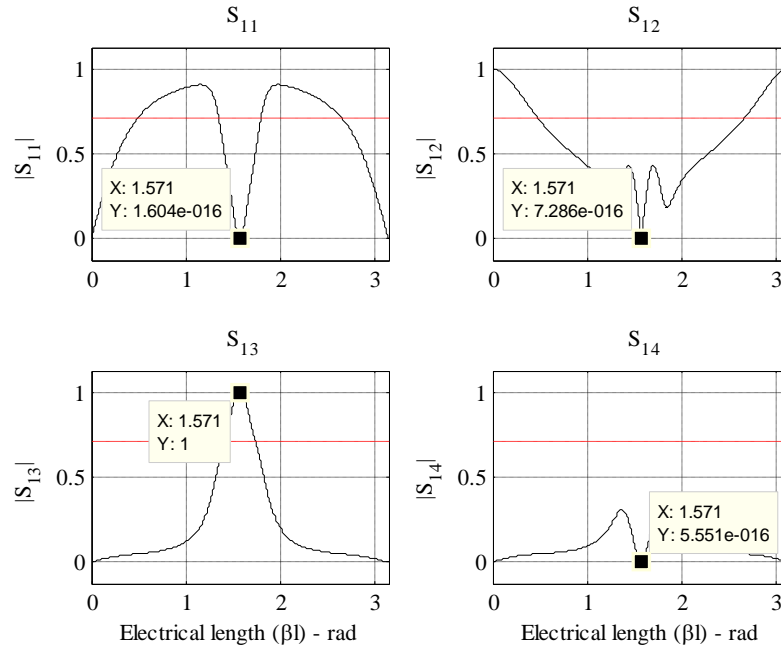 S11
S12
1
0.5
0
|S11|
X: 1.571
Y: 1.604e-016
0 1 2 3
1
0.5
0
|S12|
X: 1.571
Y: 7.286e-016
0 1 2 3
S13
S14
1
0.5
0
|S13|
X: 1.571
Y: 1
0 1 2 3
Electrical length (βl) - rad
1
0.5
0
|S14|
X: 1.571
Y: 5.551e-016
0 1 2 3
Electrical length (βl) - rad